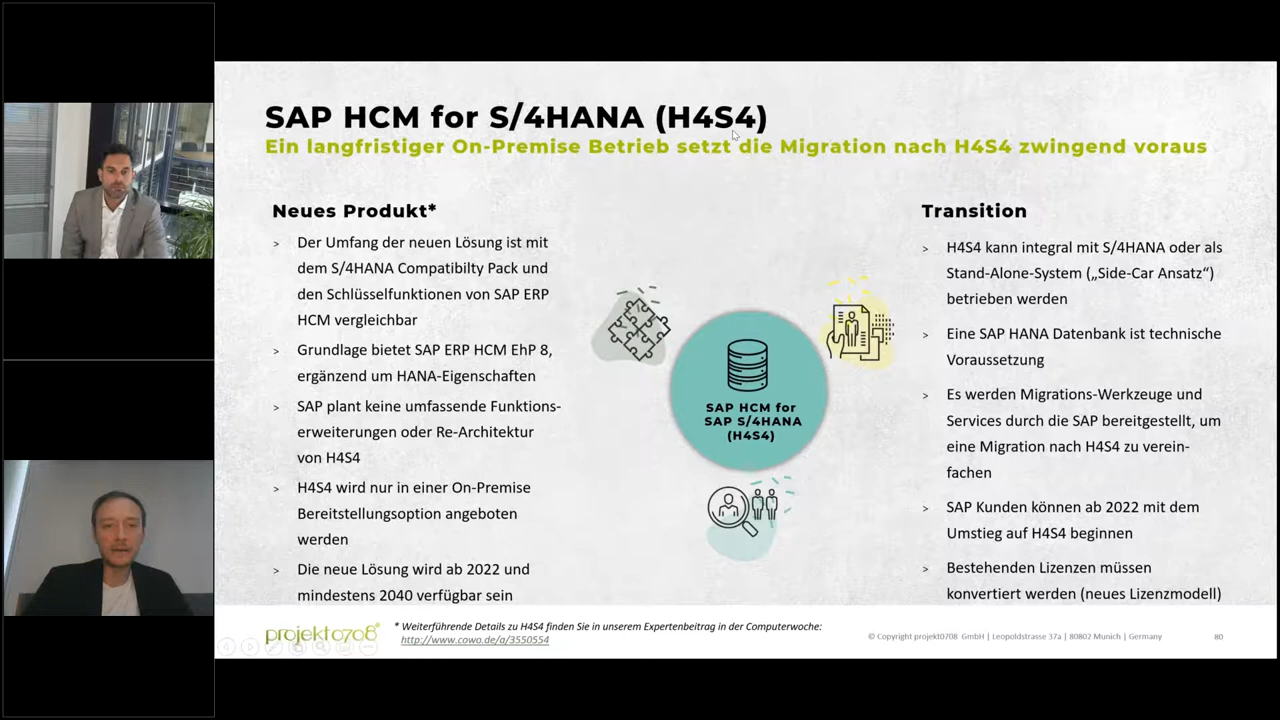 SAP HCM for S/4HANA (H4S4)
Ein langfristiger On-Premise Betrieb setzt die Migration nach H4S4 zwingend voraus
Neues Produkt*
> Der Umfang der neuen Lösung ist mit
dem S/4HANA Compatibilty Pack und
den Schlüsselfunktionen von SAP ERP
HCM vergleichbar
> Grundlage bietet SAP ERP HCM EhP 8,
ergänzend um HANA-Eigenschaften
> SAP plant keine umfassende Funktions-
erweiterungen oder Re-Architektur
von H4S4
> H4S4 wird nur in einer On-Premise
Bereitstellungsoption angeboten
werden
> Die neue Lösung wird ab 2022 und
mindestens 2040 verfügbar sein
SAP HCM for
SAP S/4HANA
(H4S4)
Transition
> H4S4 kann integral mit S/4HANA oder als
Stand-Alone-System („Side-Car Ansatz“)
betrieben werden
> Eine SAP HANA Datenbank ist technische
Voraussetzung
> Es werden Migrations-Werkzeuge und
Services durch die SAP bereitgestellt, um
eine Migration nach H4S4 zu verein-
fachen
> SAP Kunden können ab 2022 mit dem
Umstieg auf H4S4 beginnen
> Bestehenden Lizenzen müssen
konvertiert werden (neues Lizenzmodell)
projekt0708®
* Weiterführende Details zu H4S4 finden Sie in unserem Expertenbeitrag in der Computerwoche:
http://www.cowo.de/a/3550554
© Copyright projekt0708 GmbH | Leopoldstrasse 37a | 80802 Munich | Germany
80